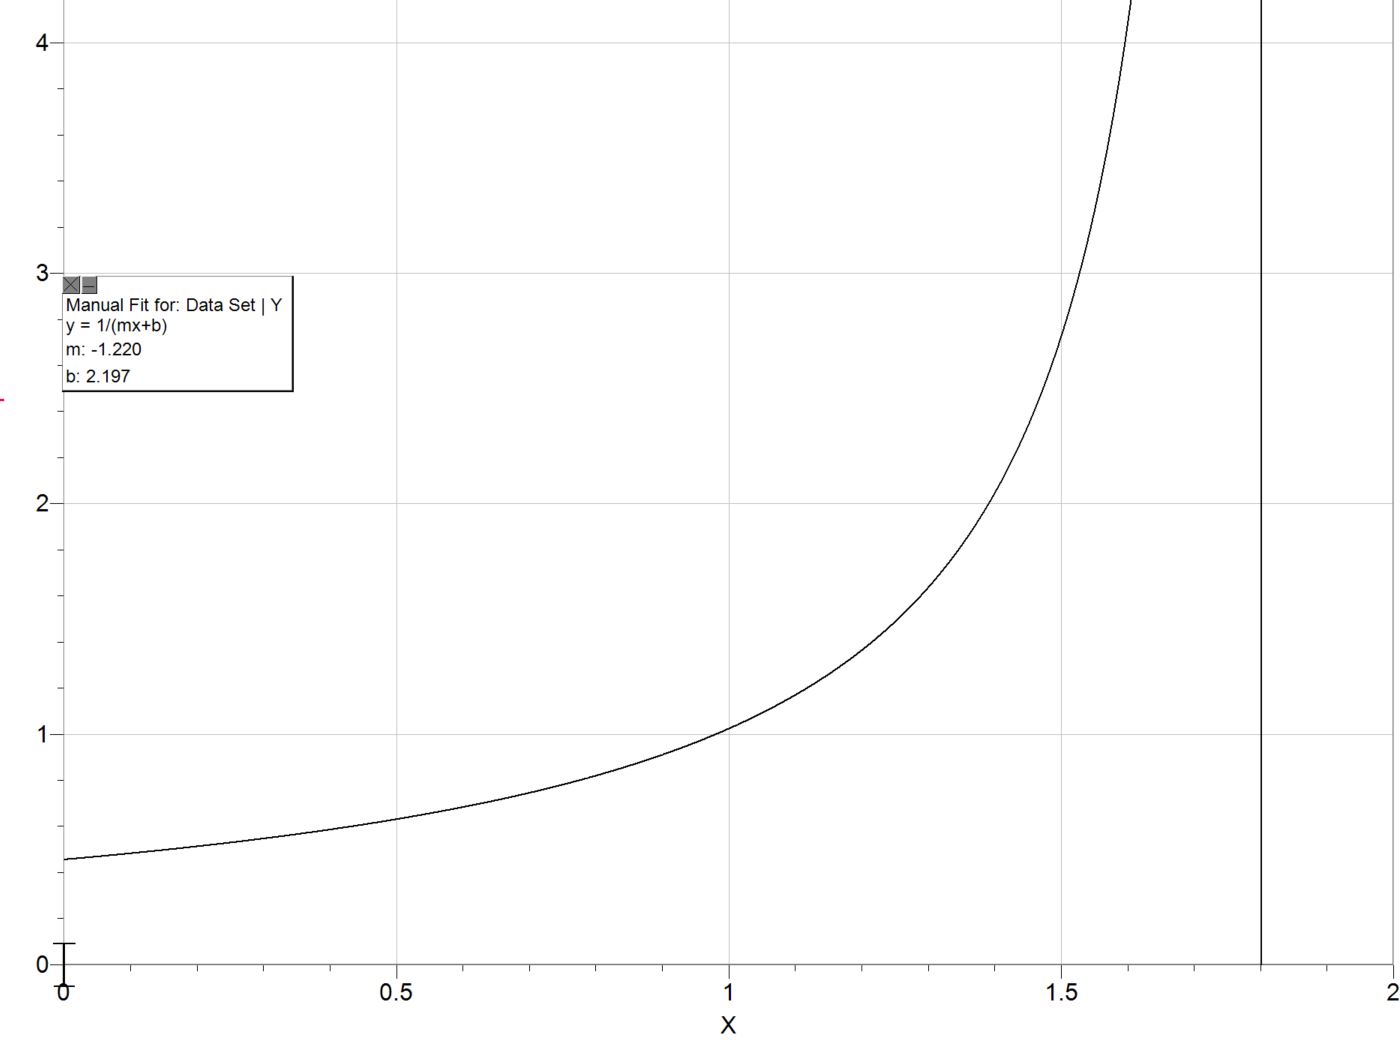 4
3
Manual Fit for: Data Set | Y
y = 1/(mx+b)
m: -1.220
b: 2.197
2
1
0
0 0.5 1 1.5 2
X